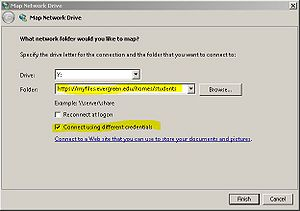 Map Network Drive
Map Network Drive
What network folder would you like to map?
Specify the drive letter for the connection and the folder that you want to connect to:
Drive: Y:
Folder: https://myfiles.evergreen.edu/homes/students Browse...
Example: \\server\share
Reconnect at logon
Connect using different credentials
Connect to a Web site that you can use to store your documents and pictures.
Finish Cancel